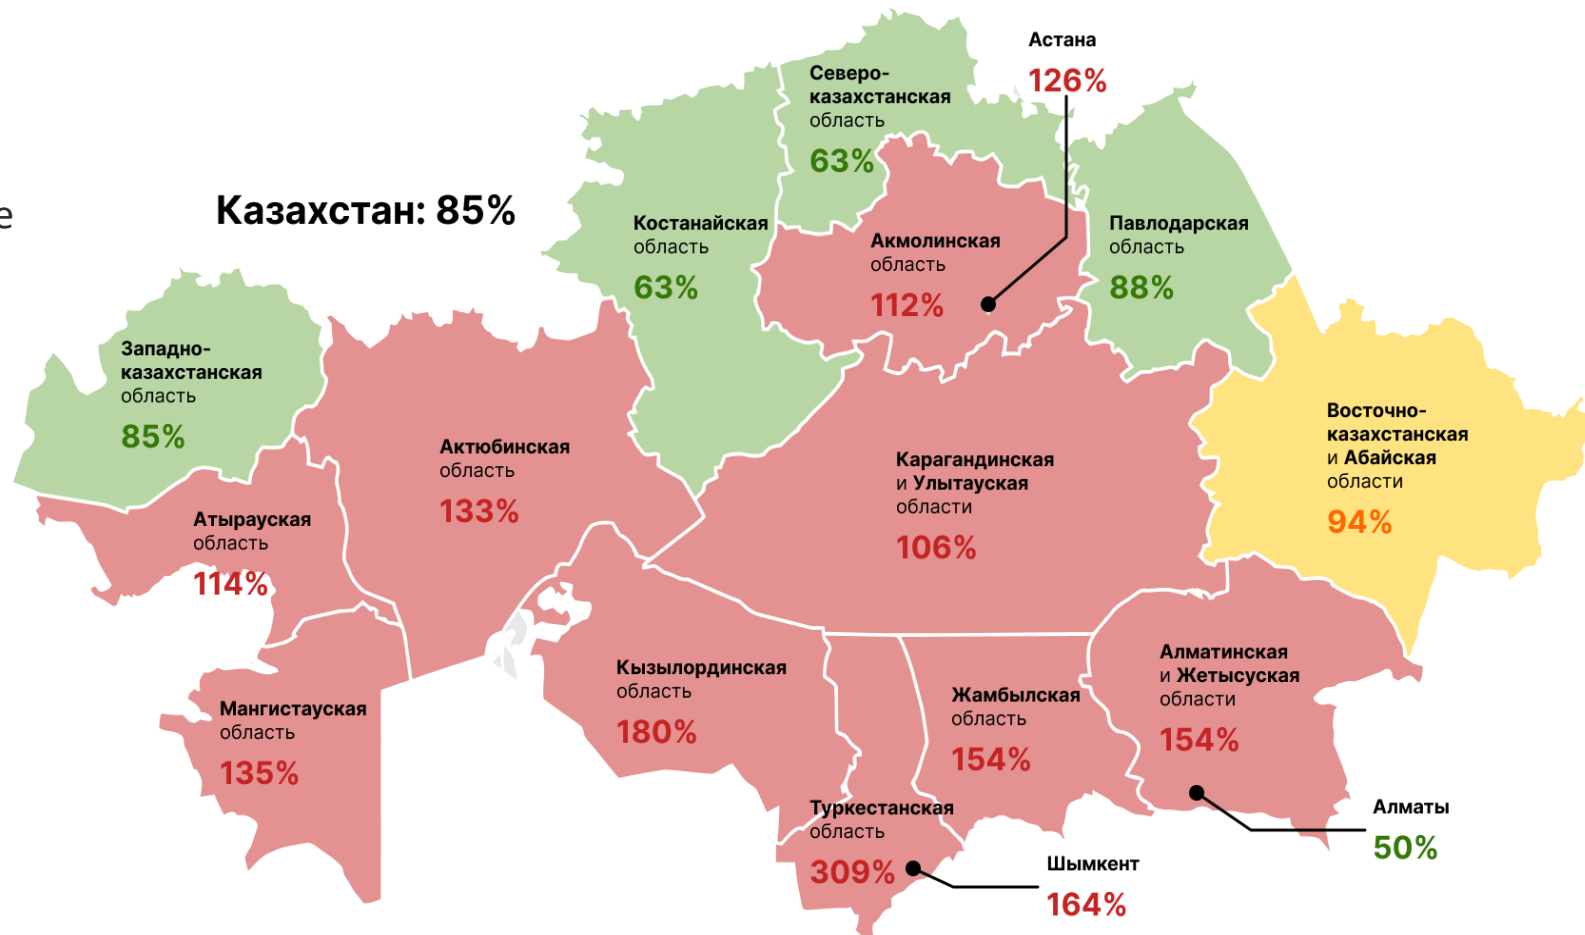 е
Казахстан: 85%
Астана
126%
Северо-
казахстанская
область
63%
Костанайская
область
63%
Акмолинская
область
112%
Павлодарская
область
88%
Западно-
казахстанская
область
85%
Актюбинская
область
133%
Восточно-
казахстанская
и Абайская
области
94%
Карагандинская
и Улытауская
области
106%
Атырауская
область
114%
Мангистауская
область
135%
Кызылординская
область
180%
Жамбылская
область
154%
Алматинская
и Жетысуская
области
154%
Туркестанская
область
309%
Алматы
50%
Шымкент
164%